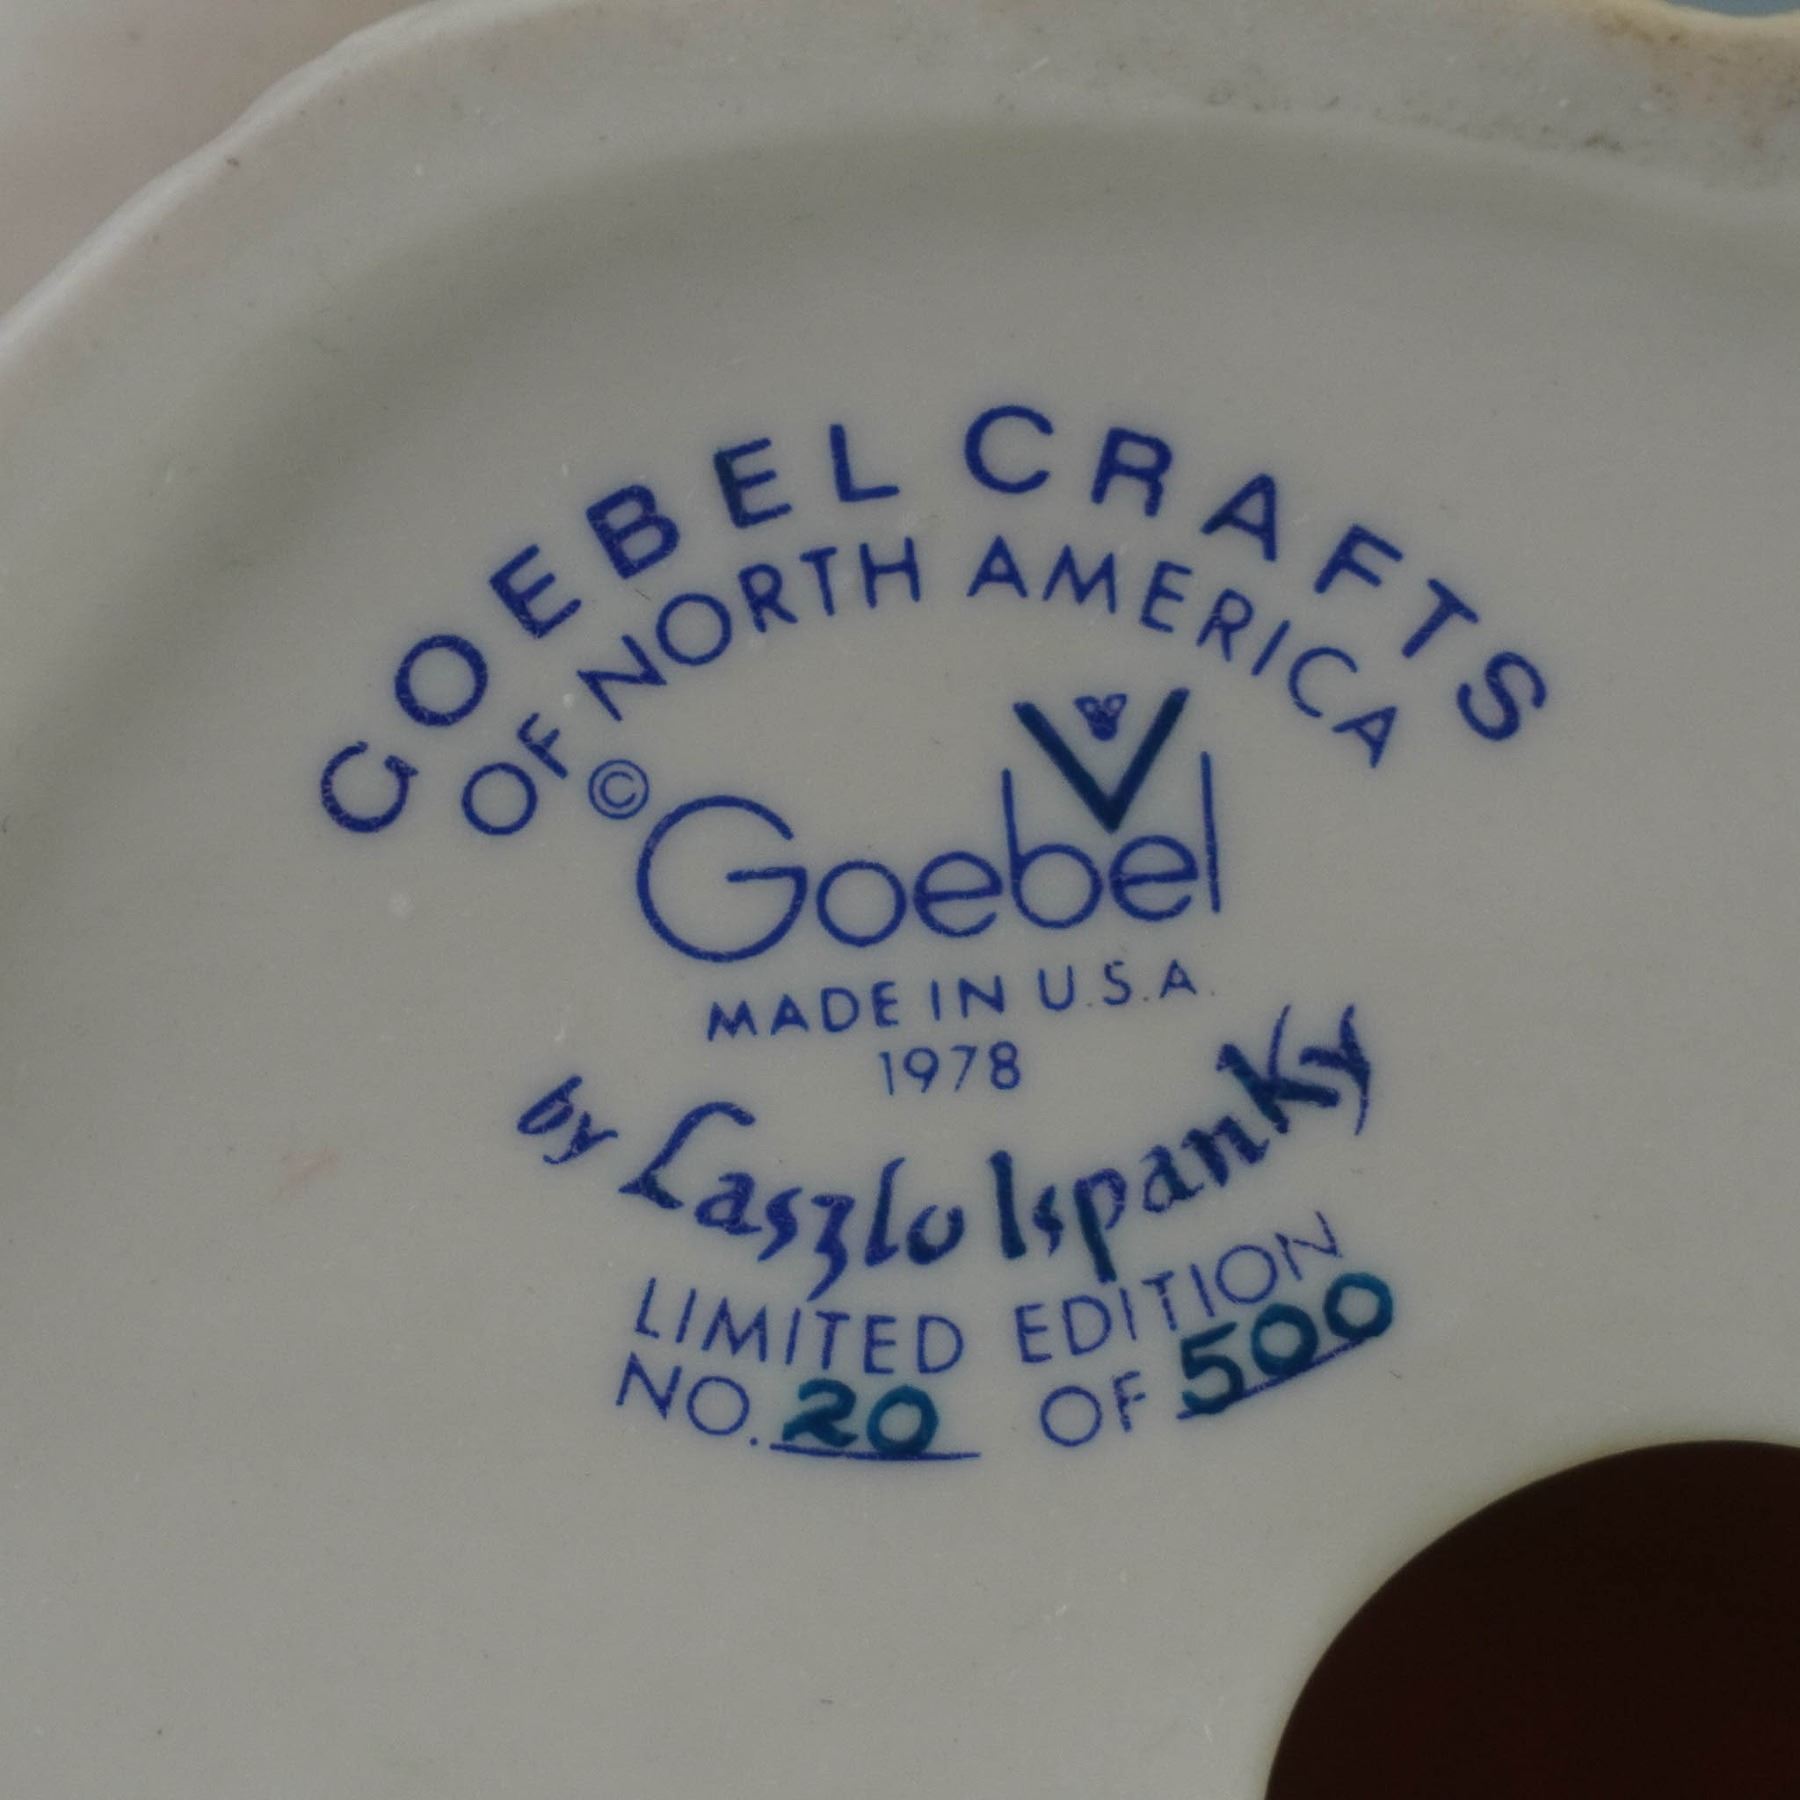 GOEBEL CRAFTS
OF NORTH AMERICA
© Goebel
MADE IN U.S.A.
1978
by Laszlo Ispanky
LIMITED EDITION
NO. 20 OF 500